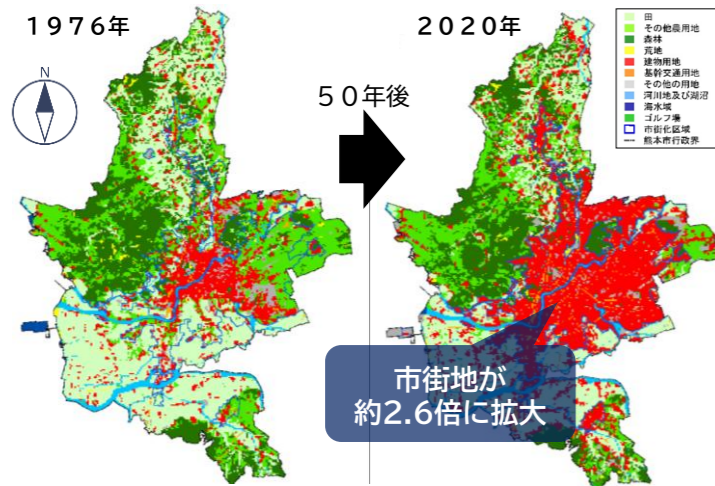 1976年
2020年
N
50年後
田
その他農用地
森林
荒地
建物用地
基幹交通用地
その他の用地
河川地及び湖沼
海水域
ゴルフ場
市街化区域
熊本市行政界
市街地が
約2.6倍に拡大